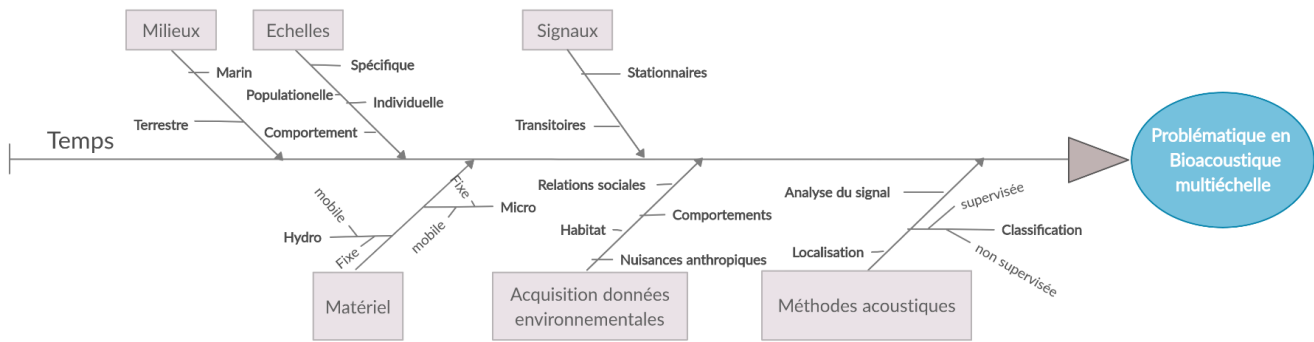 Milieux
Echelles
Signaux
Marin
Spécifique
Stationnaires
Populationelle
Individuelle
Terrestre
Comportement
Transitoires
Temps
Problématique en
Bioacoustique
multiéchelle
Fixe
Relations sociales
Analyse du signal
supervisée
mobile
Micro
Comportements
Hydro
mobile
Habitat
Classification
Fixe
Nuisances anthropiques
Localisation
non supervisée
Matériel
Acquisition données
environnementales
Méthodes acoustiques